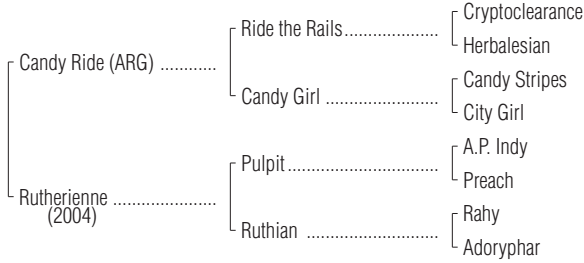 Cryptoclearance
Ride the Rails........................
Herbalesian
Candy Ride (ARG) ............
Candy Stripes
Candy Girl ........................
City Girl
A.P. Indy
Pulpit................................
Preach
Rutherienne ......................
(2004)
Rahy
Ruthian ............................
Adoryphar